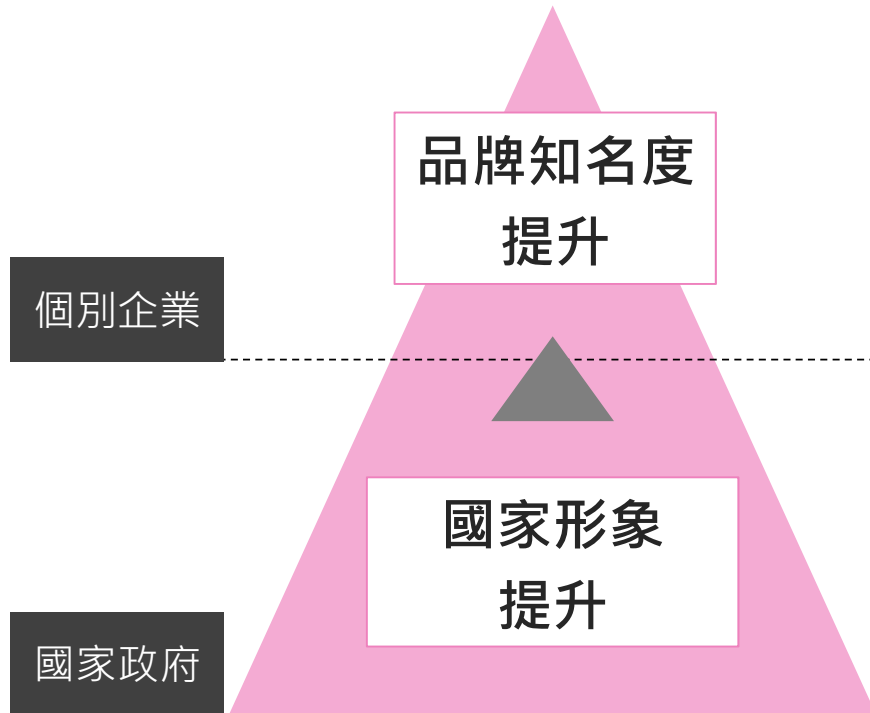 品牌知名度
提升
個別企業
國家形象
提升
國家政府